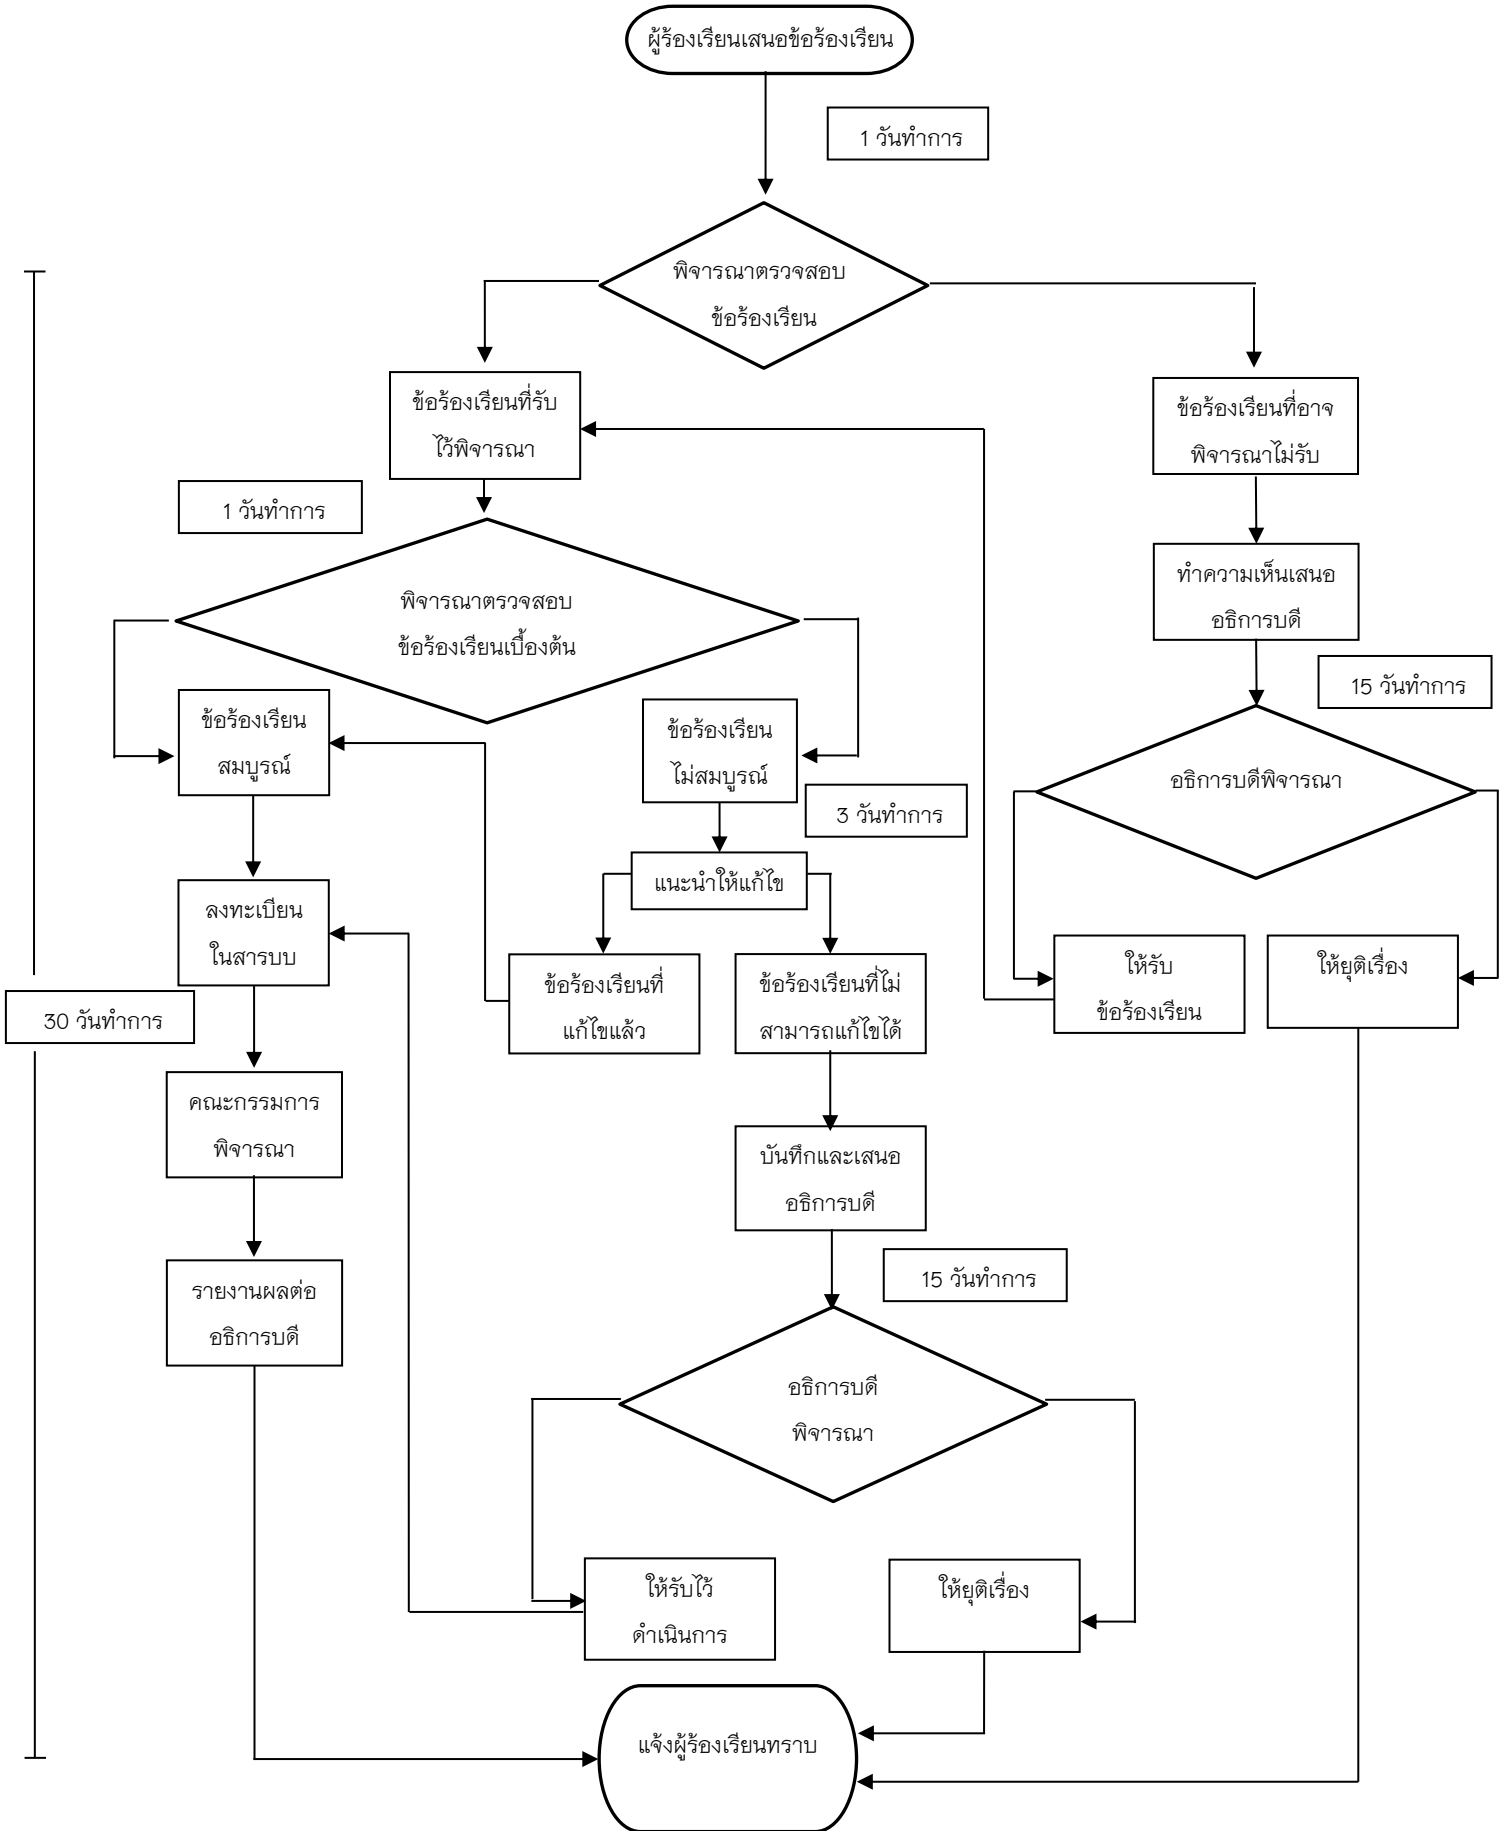 ผู้ร้องเรียนเสนอข้อร้องเรียน
1 วันทำการ
พิจารณาตรวจสอบ
ข้อร้องเรียน
ข้อร้องเรียนที่รับ
ไว้พิจารณา
ข้อร้องเรียนที่อาจ
พิจารณาไม่รับ
1 วันทำการ
ทำความเห็นเสนอ
อธิการบดี
พิจารณาตรวจสอบ
ข้อร้องเรียนเบื้องต้น
15 วันทำการ
ข้อร้องเรียน
สมบูรณ์
ข้อร้องเรียน
ไม่สมบูรณ์
อธิการบดีพิจารณา
3 วันทำการ
แนะนำให้แก้ไข
ลงทะเบียน
ในสารบบ
ข้อร้องเรียนที่
แก้ไขแล้ว
ข้อร้องเรียนที่ไม่
สามารถแก้ไขได้
ให้รับ
ข้อร้องเรียน
ให้ยุติเรื่อง
30 วันทำการ
คณะกรรมการ
พิจารณา
บันทึกและเสนอ
อธิการบดี
รายงานผลต่อ
อธิการบดี
15 วันทำการ
อธิการบดี
พิจารณา
ให้รับไว้
ดำเนินการ
ให้ยุติเรื่อง
แจ้งผู้ร้องเรียนทราบ